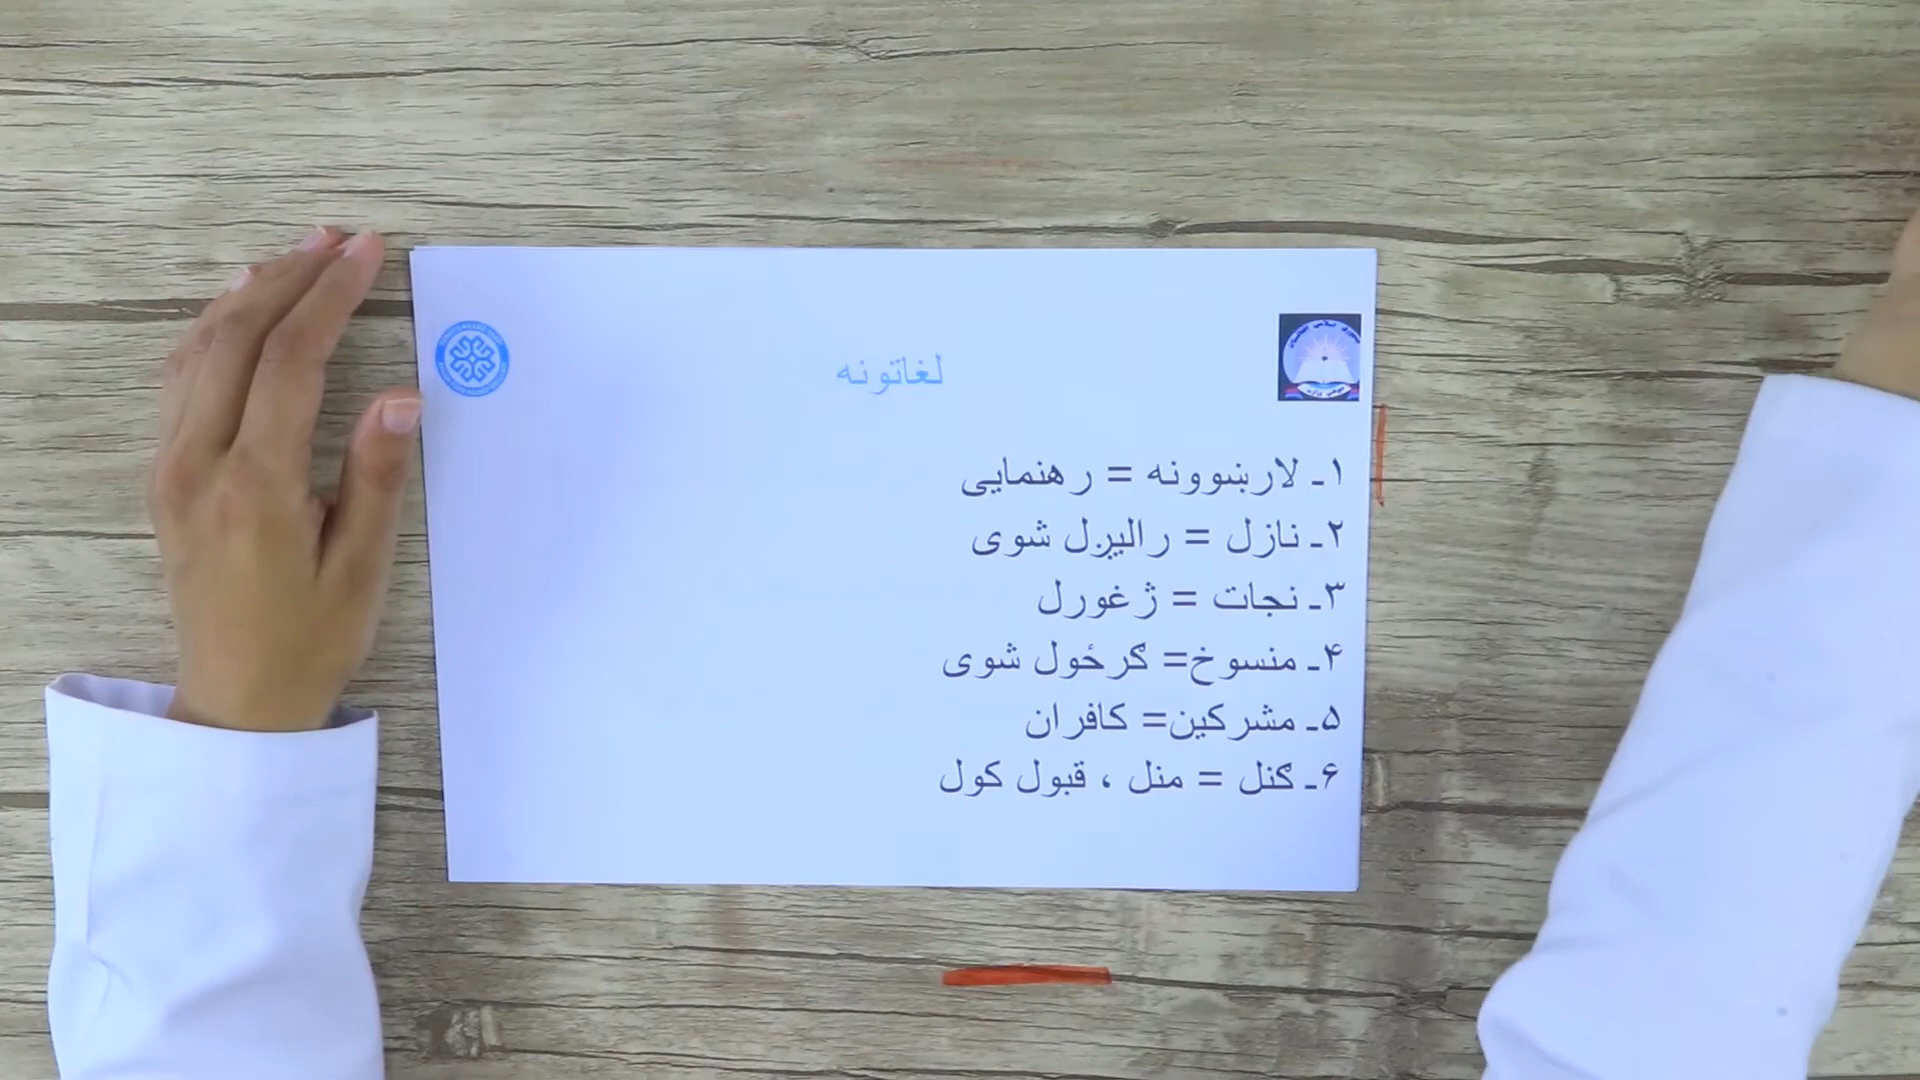 لغاتونه
۱ـ لارښوونه = رهنمایی
۲ـ نازل = رالیږل شوی
۳ـ نجات = ژغورل
۴ـ منسوخ= ګرځول شوی
۵ـ مشرکین= کافران
۶ـ ګنل = منل ، قبول کول